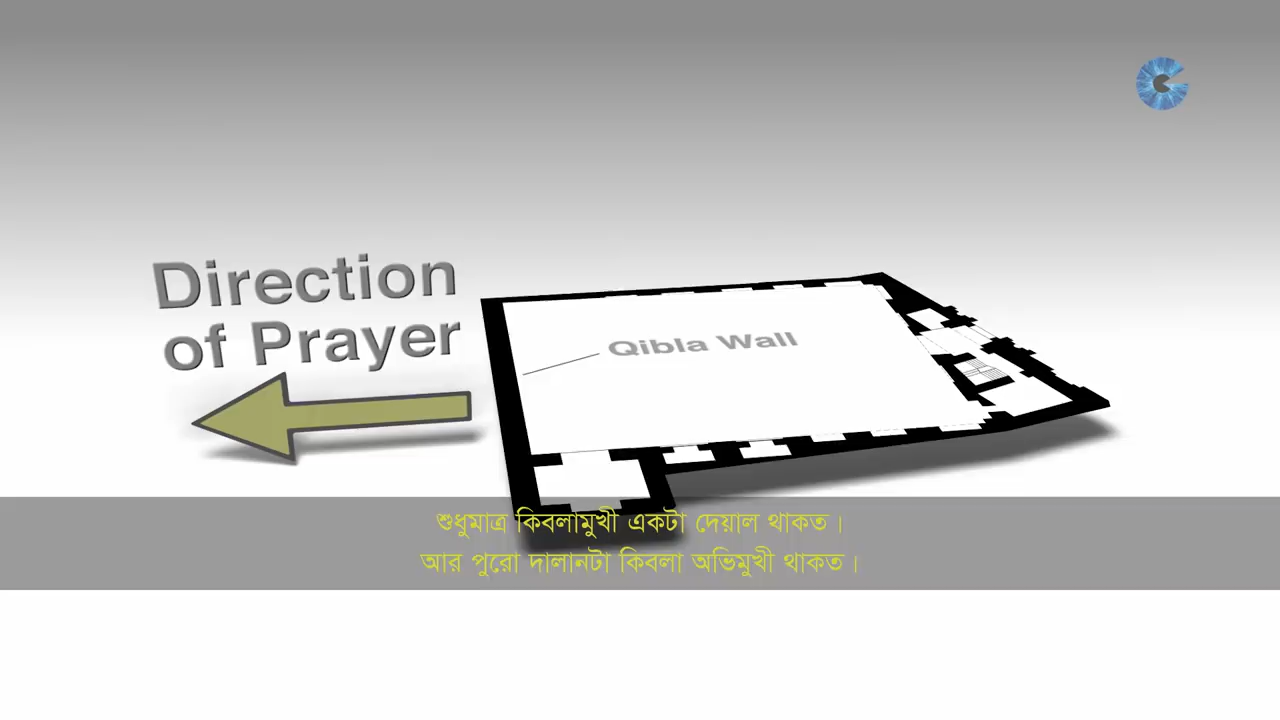 Direction
of Prayer
Qibla Wall
শুধুমাত্র কিবলামুখী একটা দেয়াল থাকত।
আর পুরো দালানটা কিবলা অভিমুখী থাকত।